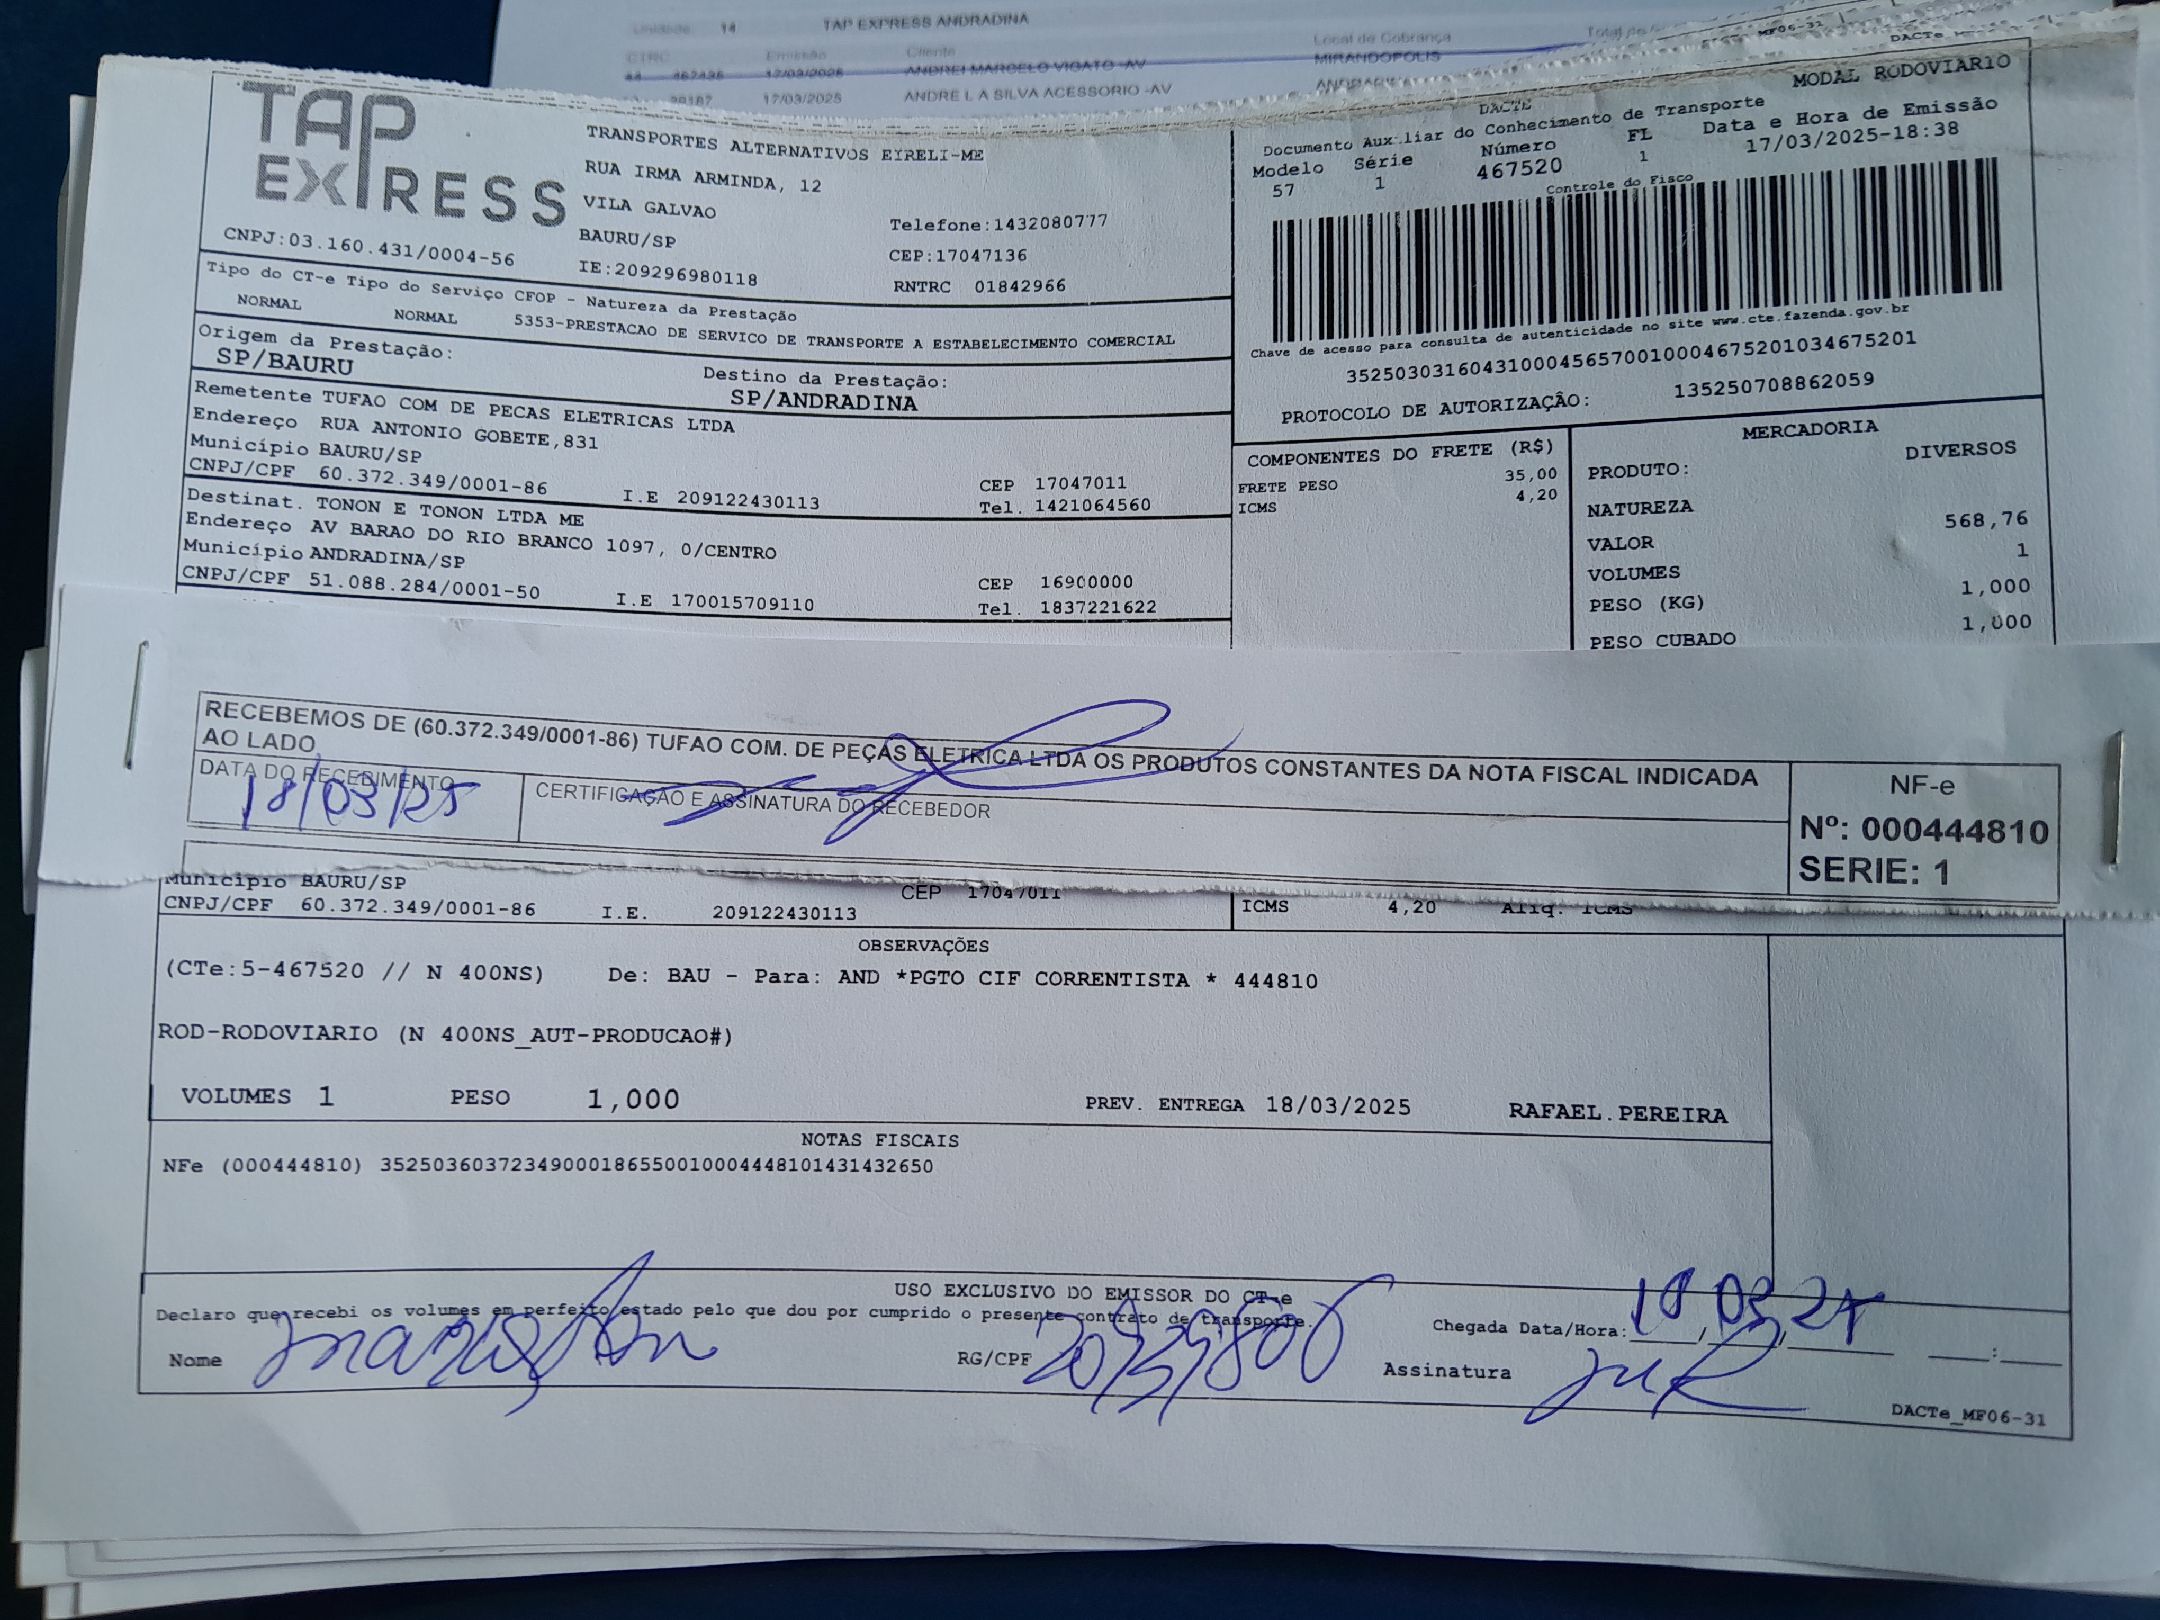 14 TAP EXPRESS ANDRADINA
Emissão Cliente Local de Cobrança
462436 17/03/2025 ANDREI MARCELO VIGATO -AV MIRANDOPOLIS
17/03/2025 ANDRE L A SILVA ACESSORIO -AV
MF06-31
TAP
EXPRESS
CNPJ:03.160.431/0004-56
TRANSPORTES ALTERNATIVOS EIRELI-ME
RUA IRMA ARMINDA, 12
VILA GALVAO
BAURU/SP
IE:209296980118
Telefone:1432080777
CEP:17047136
RNTRC 01842966
DACTE MODAL RODOVIARIO
Documento Auxiliar do Conhecimento de Transporte
Modelo Série Número FL Data e Hora de Emissão
57 1 467520 1 17/03/2025-18:38
Controle do Fisco
Chave de acesso para consulta de autenticidade no site www.cte.fazenda.gov.br
35250303160431000456570010004675201034675201
PROTOCOLO DE AUTORIZAÇÃO: 135250708862059
Tipo do CT-e Tipo do Serviço CFOP - Natureza da Prestação
NORMAL NORMAL 5353-PRESTACAO DE SERVICO DE TRANSPORTE A ESTABELECIMENTO COMERCIAL
Origem da Prestação: Destino da Prestação:
SP/BAURU SP/ANDRADINA
Remetente TUFAO COM DE PECAS ELETRICAS LTDA
Endereço RUA ANTONIO GOBETE,831
Município BAURU/SP CEP 17047011
CNPJ/CPF 60.372.349/0001-86 I.E 209122430113 Tel. 1421064560
Destinat. TONON E TONON LTDA ME
Endereço AV BARAO DO RIO BRANCO 1097, 0/CENTRO
Município ANDRADINA/SP CEP 16900000
CNPJ/CPF 51.088.284/0001-50 I.E 170015709110 Tel. 1837221622
COMPONENTES DO FRETE (R$)
FRETE PESO 35,00
ICMS 4,20
MERCADORIA
PRODUTO: DIVERSOS
NATUREZA
VALOR 568,76
VOLUMES 1
PESO (KG) 1,000
PESO CUBADO 1,000
RECEBEMOS DE (60.372.349/0001-86) TUFAO COM. DE PEÇAS ELETRICA LTDA OS PRODUTOS CONSTANTES DA NOTA FISCAL INDICADA
AO LADO
DATA DO RECEBIMENTO CERTIFICAÇÃO E ASSINATURA DO RECEBEDOR
18/03/25
NF-e
Nº: 000444810
SERIE: 1
Município BAURU/SP CEP 17047011
CNPJ/CPF 60.372.349/0001-86 I.E. 209122430113 ICMS 4,20 Aliq. ICMS
OBSERVAÇÕES
(CTe:5-467520 // N 400NS) De: BAU - Para: AND *PGTO CIF CORRENTISTA * 444810
ROD-RODOVIARIO (N 400NS_AUT-PRODUCAO#)
VOLUMES 1 PESO 1,000 PREV. ENTREGA 18/03/2025 RAFAEL.PEREIRA
NOTAS FISCAIS
NFe (000444810) 35250360372349000186550010004448101431432650
USO EXCLUSIVO DO EMISSOR DO CT-e
Declaro que recebi os volumes em perfeito estado pelo que dou por cumprido o presente contrato de transporte.
Chegada Data/Hora:
Nome RG/CPF Assinatura
DACTe_MF06-31